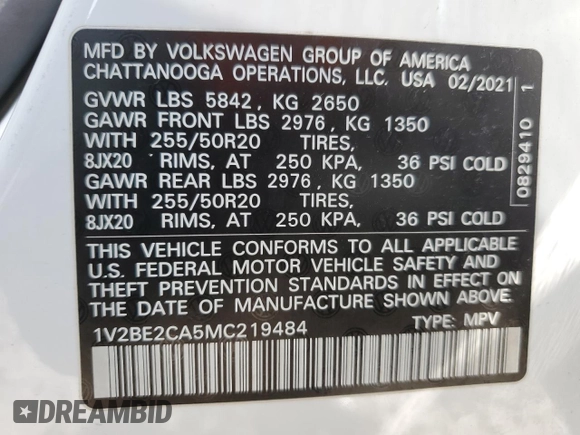 MFD BY VOLKSWAGEN GROUP OF AMERICA
CHATTANOOGA OPERATIONS, LLC. USA 02/2021
GVWR LBS 5842, KG 2650
GAWR FRONT LBS 2976, KG 1350
WITH 255/50R20 TIRES,
8JX20 RIMS, AT 250 KPA, 36 PSI COLD
GAWR REAR LBS 2976, KG 1350
WITH 255/50R20 TIRES,
8JX20 RIMS, AT 250 KPA, 36 PSI COLD
THIS VEHICLE CONFORMS TO ALL APPLICABLE
U.S. FEDERAL MOTOR VEHICLE SAFETY AND
THEFT PREVENTION STANDARDS IN EFFECT ON
THE DATE OF MANUFACTURE SHOWN ABOVE.
1V2BE2CA5MC219484 TYPE: MPV
0829410 1
DREAMBID